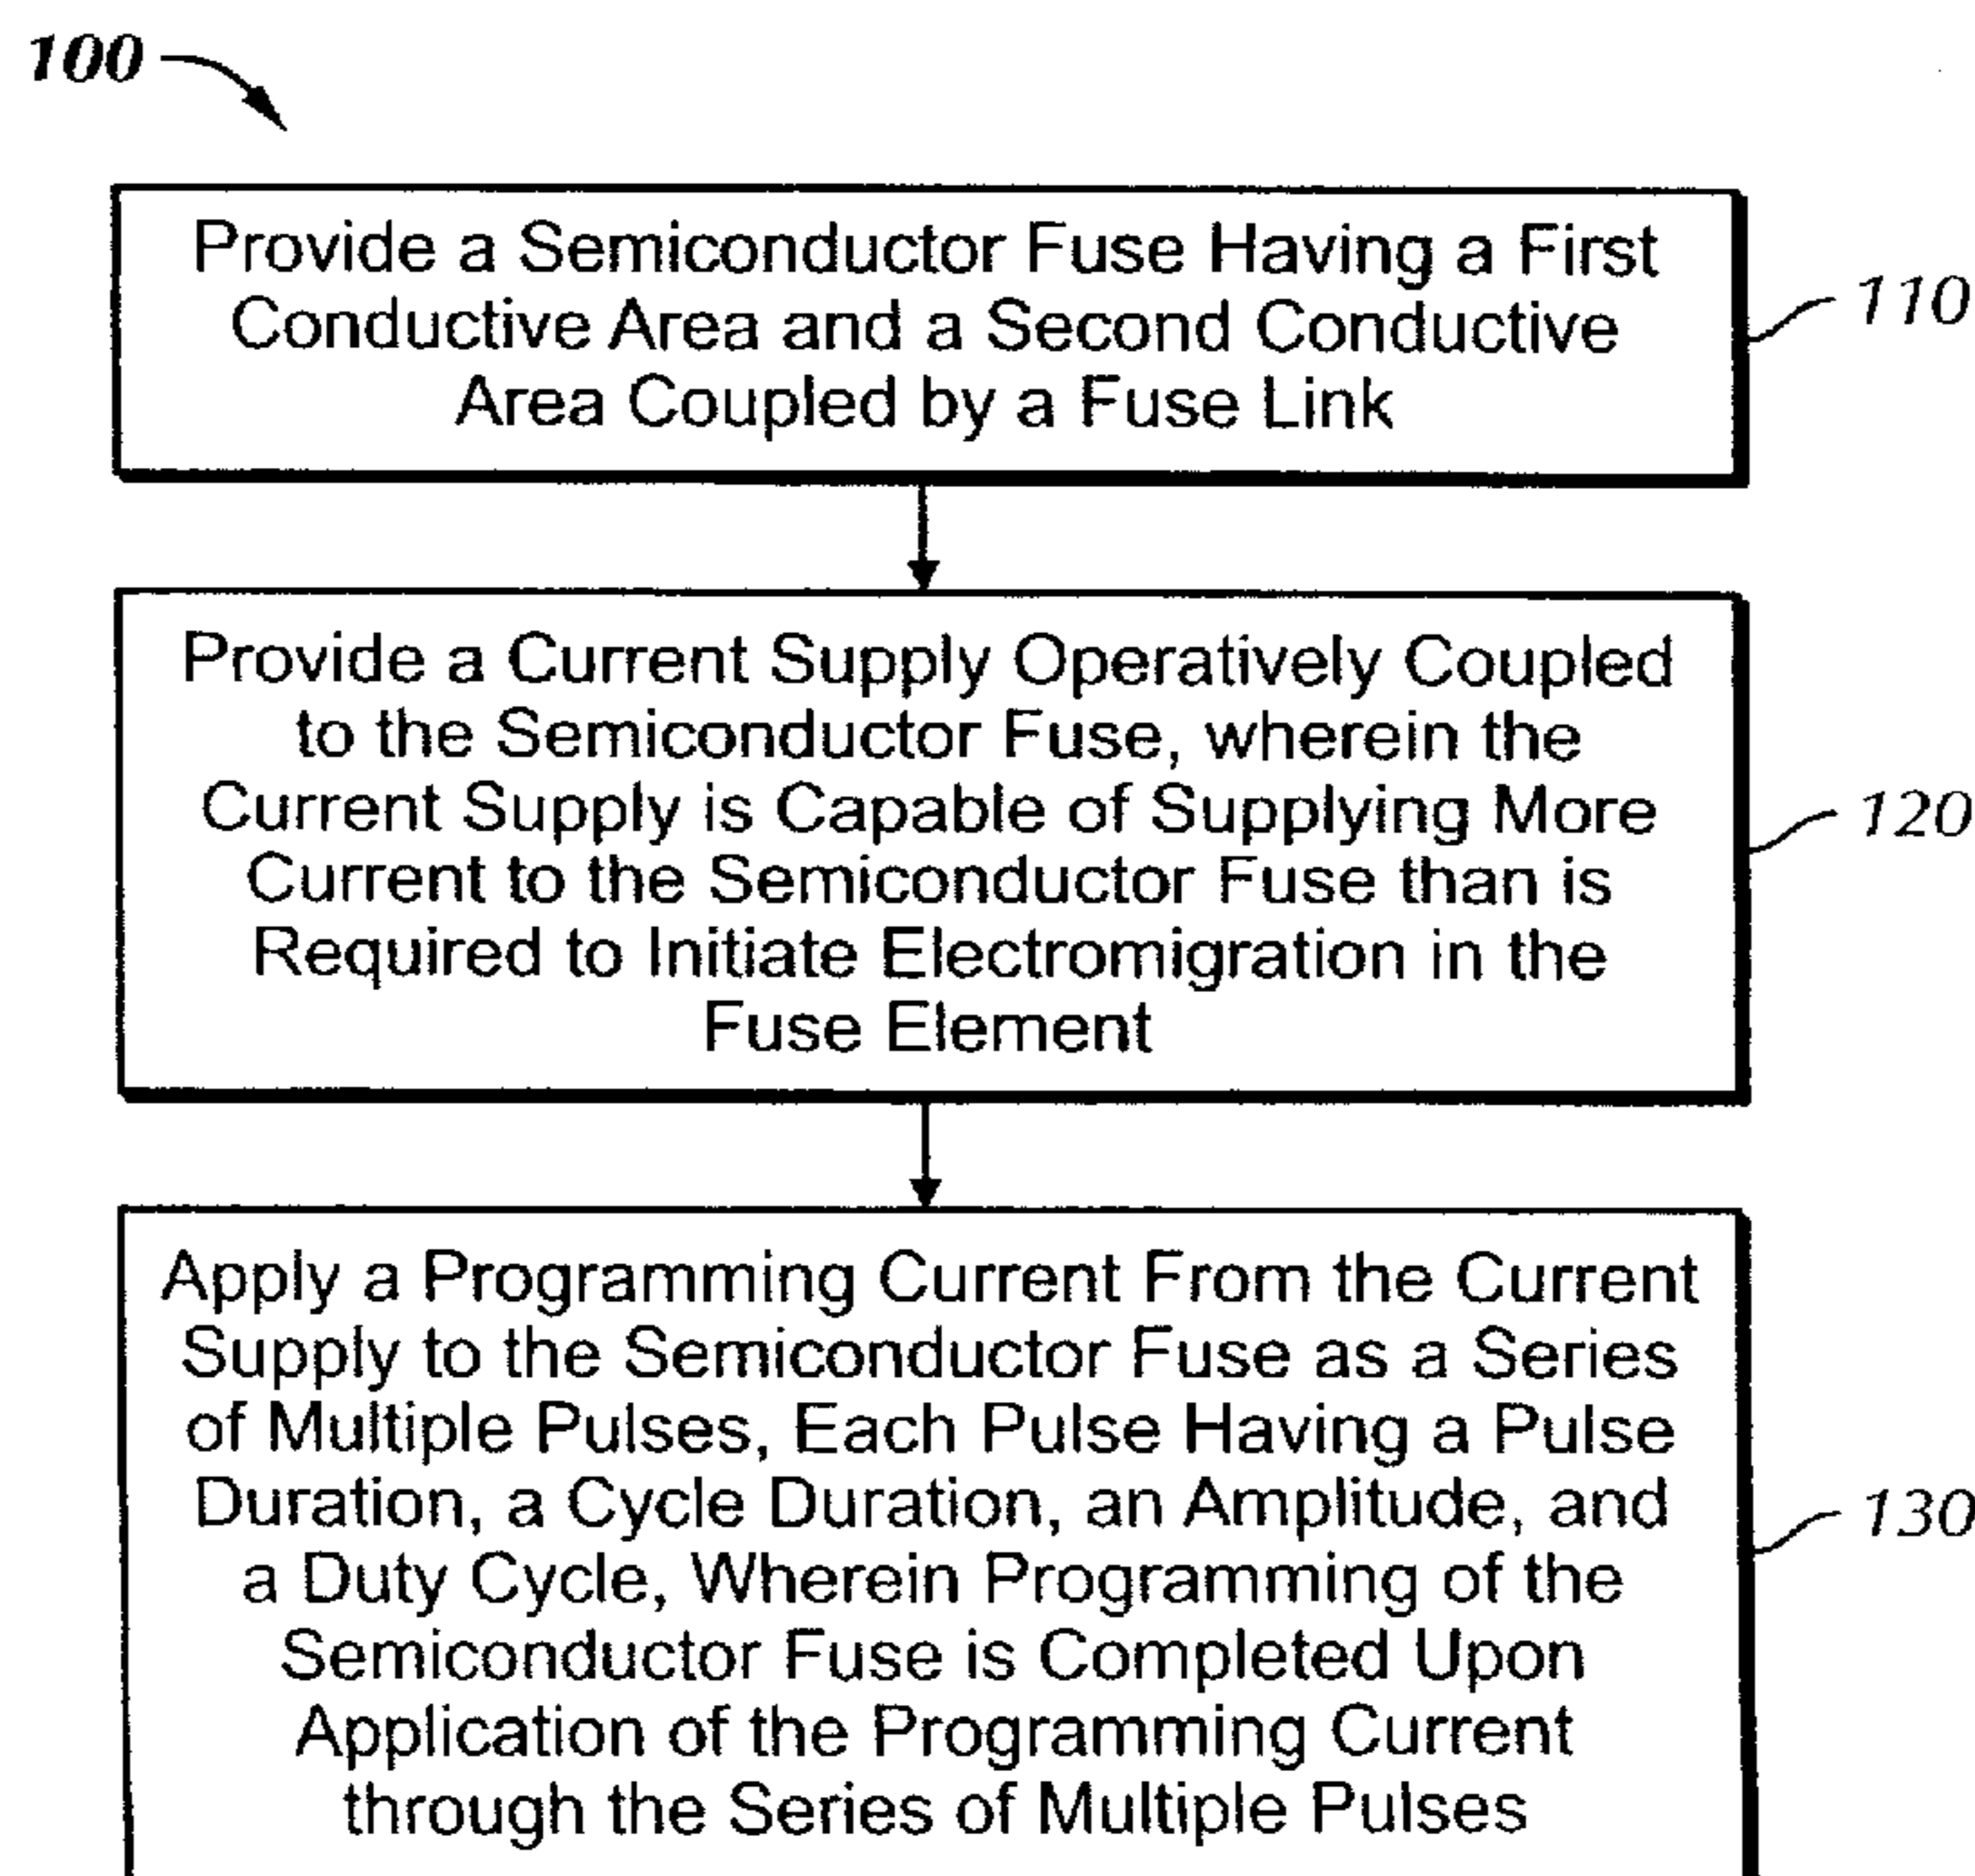 100
Provide a Semiconductor Fuse Having a First
Conductive Area and a Second Conductive
Area Coupled by a Fuse Link
110
Provide a Current Supply Operatively Coupled
to the Semiconductor Fuse, wherein the
Current Supply is Capable of Supplying More
Current to the Semiconductor Fuse than is
Required to Initiate Electromigration in the
Fuse Element
120
Apply a Programming Current From the Current
Supply to the Semiconductor Fuse as a Series
of Multiple Pulses, Each Pulse Having a Pulse
Duration, a Cycle Duration, an Amplitude, and
a Duty Cycle, Wherein Programming of the
Semiconductor Fuse is Completed Upon
Application of the Programming Current
through the Series of Multiple Pulses
130